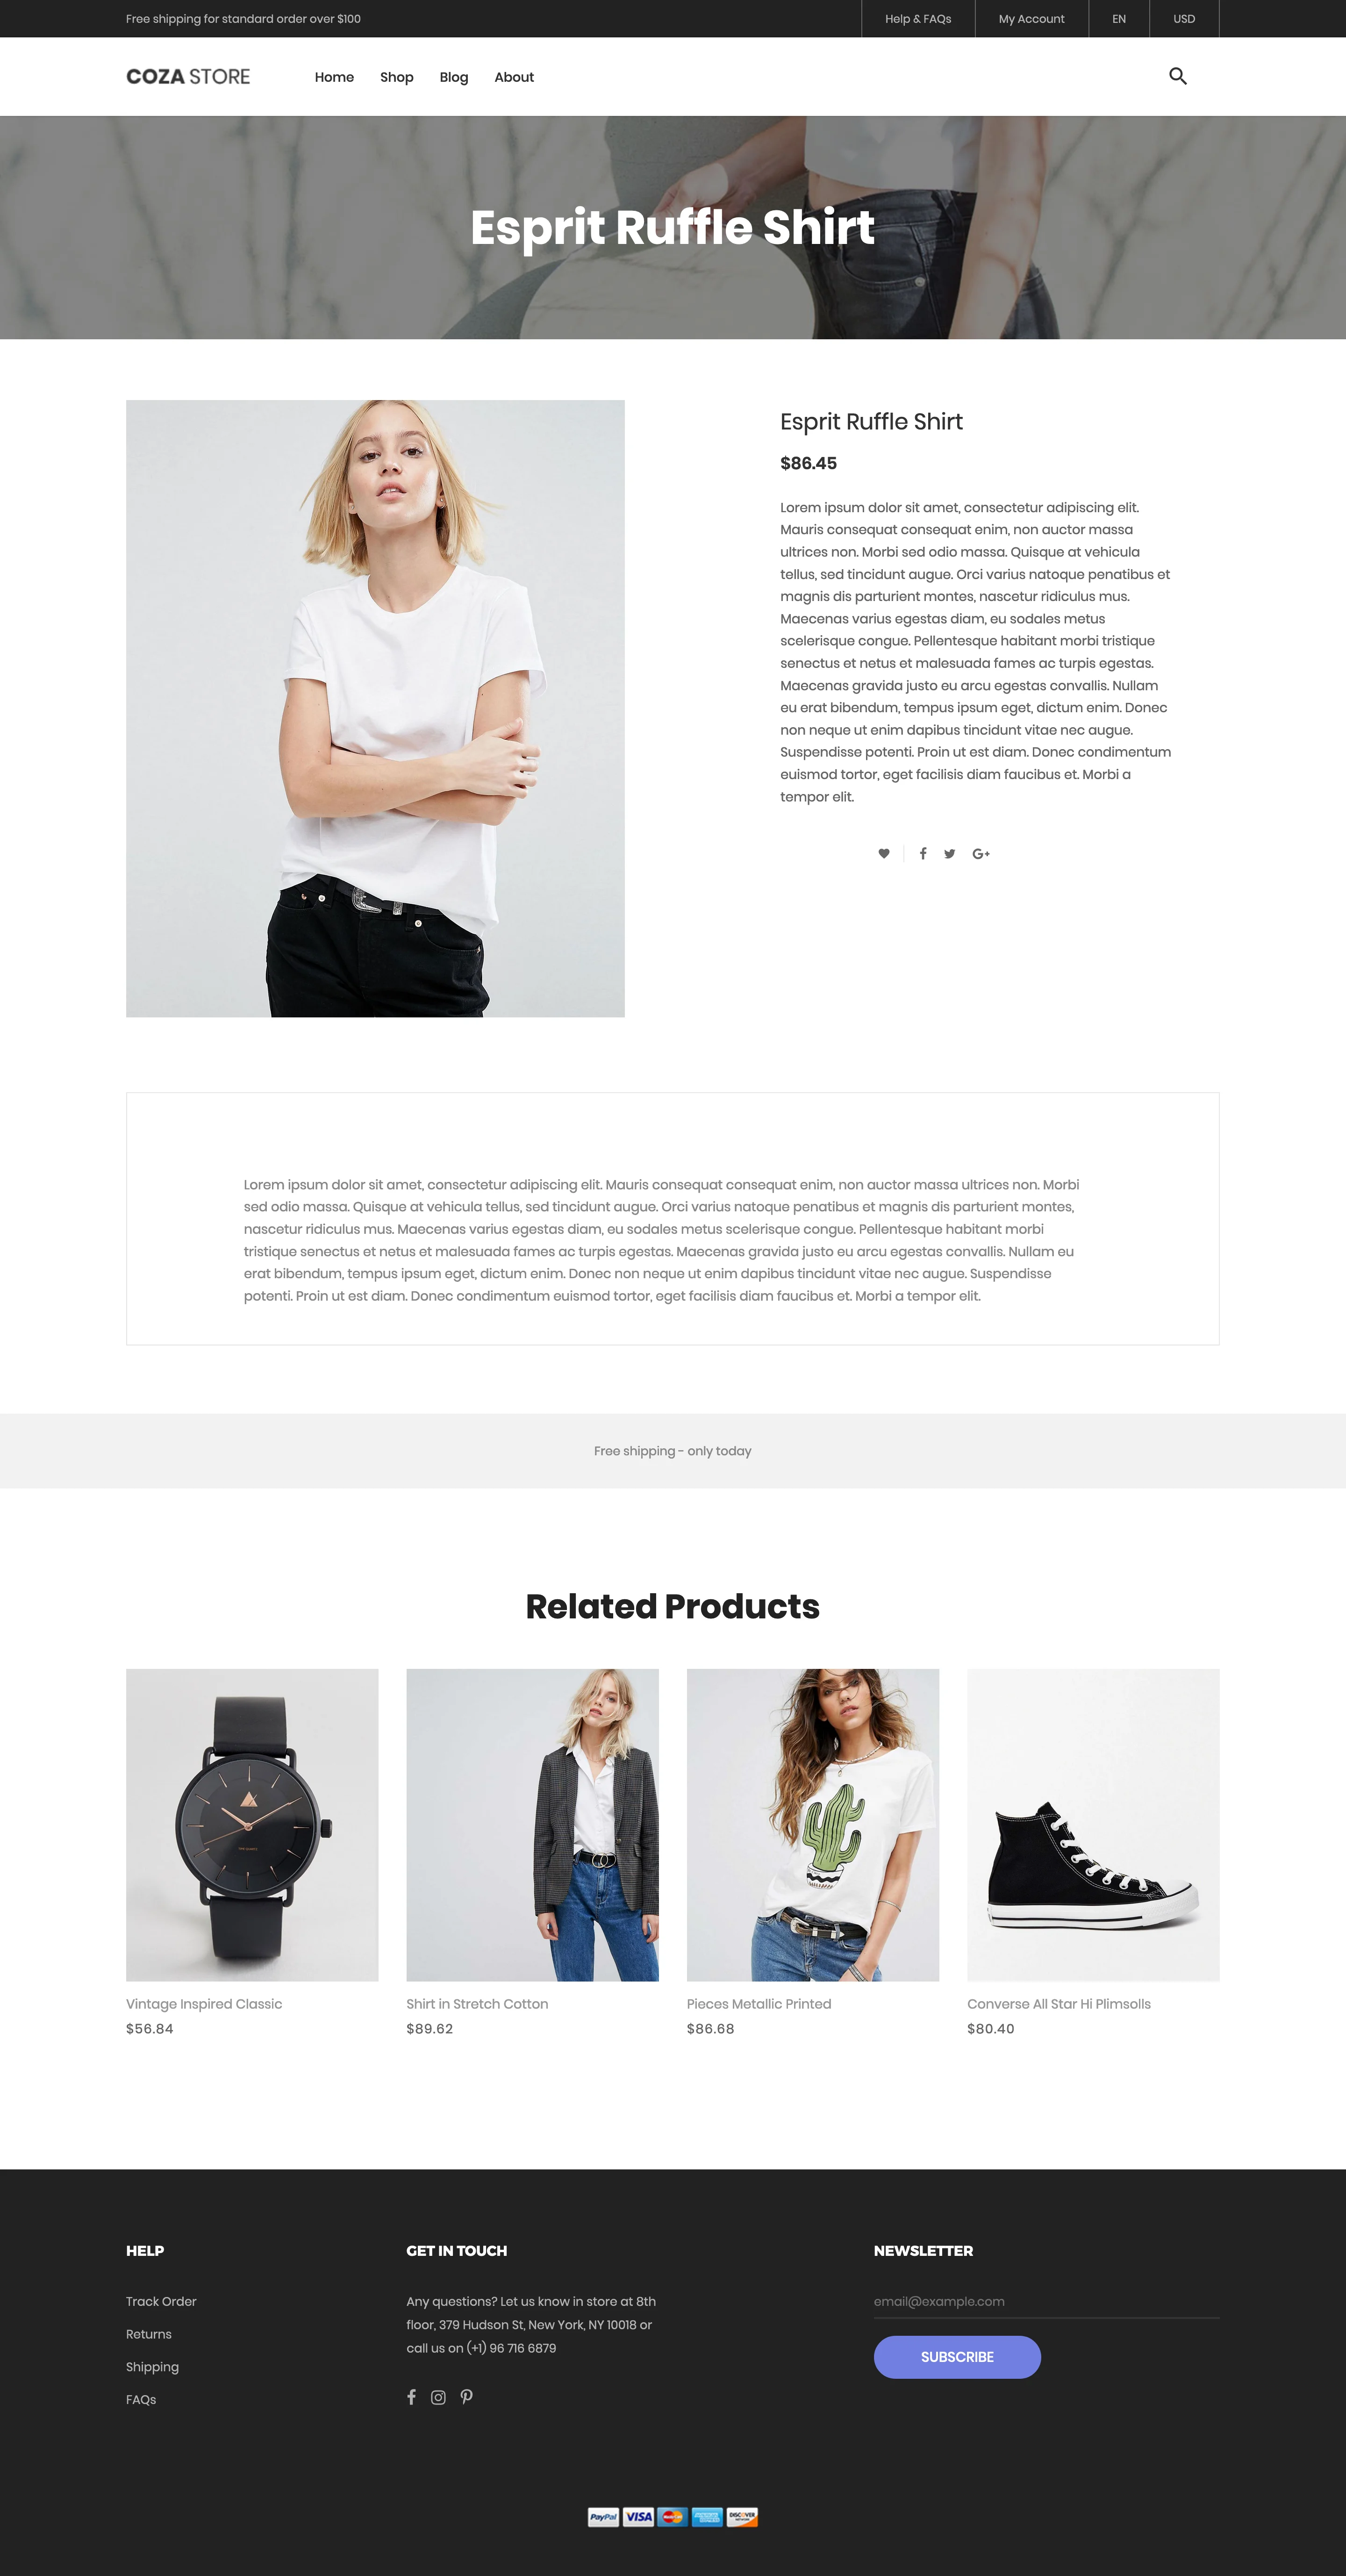 Free shipping for standard order over $100
Help & FAQs
My Account
EN
USD
COZA STORE
Home
Shop
Blog
About
Esprit Ruffle Shirt
Esprit Ruffle Shirt
$86.45
Lorem ipsum dolor sit amet, consectetur adipiscing elit.
Mauris consequat consequat enim, non auctor massa
ultrices non. Morbi sed odio massa. Quisque at vehicula
tellus, sed tincidunt augue. Orci varius natoque penatibus et
magnis dis parturient montes, nascetur ridiculus mus.
Maecenas varius egestas diam, eu sodales metus
scelerisque congue. Pellentesque habitant morbi tristique
senectus et netus et malesuada fames ac turpis egestas.
Maecenas gravida justo eu arcu egestas convallis. Nullam
eu erat bibendum, tempus ipsum eget, dictum enim. Donec
non neque ut enim dapibus tincidunt vitae nec augue.
Suspendisse potenti. Proin ut est diam. Donec condimentum
euismod tortor, eget facilisis diam faucibus et. Morbi a
tempor elit.
Lorem ipsum dolor sit amet, consectetur adipiscing elit. Mauris consequat consequat enim, non auctor massa ultrices non. Morbi
sed odio massa. Quisque at vehicula tellus, sed tincidunt augue. Orci varius natoque penatibus et magnis dis parturient montes,
nascetur ridiculus mus. Maecenas varius egestas diam, eu sodales metus scelerisque congue. Pellentesque habitant morbi
tristique senectus et netus et malesuada fames ac turpis egestas. Maecenas gravida justo eu arcu egestas convallis. Nullam eu
erat bibendum, tempus ipsum eget, dictum enim. Donec non neque ut enim dapibus tincidunt vitae nec augue. Suspendisse
potenti. Proin ut est diam. Donec condimentum euismod tortor, eget facilisis diam faucibus et. Morbi a tempor elit.
Free shipping - only today
Related Products
Vintage Inspired Classic
$56.84
Shirt in Stretch Cotton
$89.62
Pieces Metallic Printed
$86.68
Converse All Star Hi Plimsolls
$80.40
HELP
Track Order
Returns
Shipping
FAQs
GET IN TOUCH
Any questions? Let us know in store at 8th
floor, 379 Hudson St, New York, NY 10018 or
call us on (+1) 96 716 6879
NEWSLETTER
email@example.com
SUBSCRIBE
PayPal
VISA
MasterCard
DISCOVER